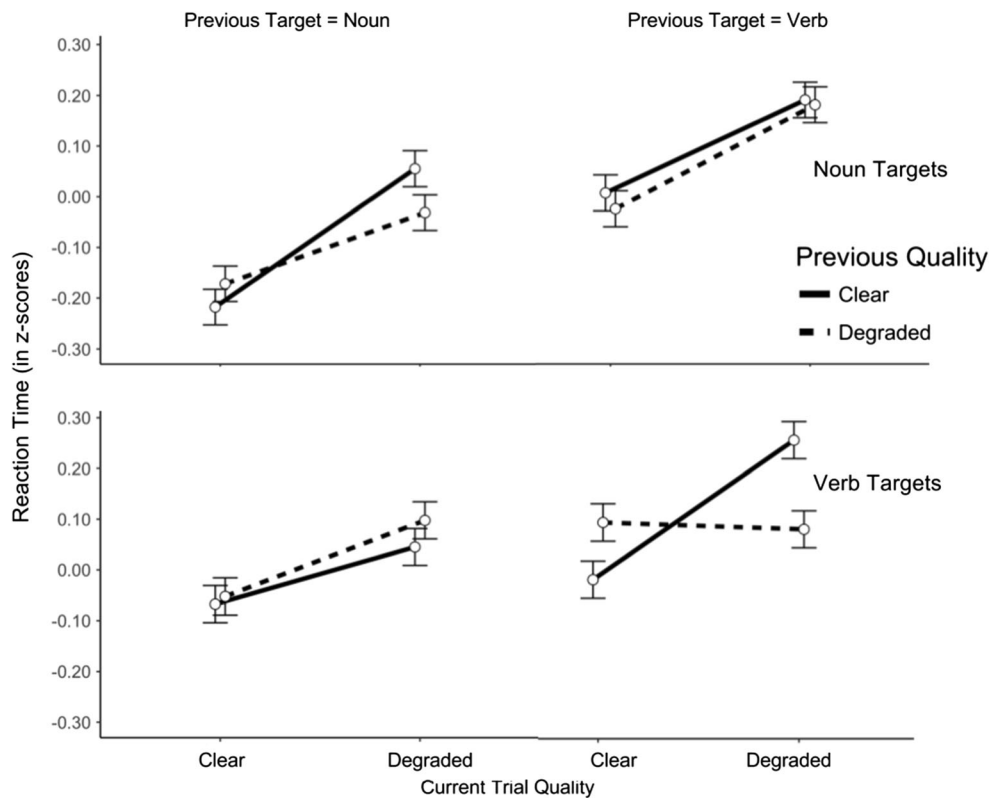 Previous Target = Noun
Previous Target = Verb
0.30
0.20
0.10
0.00
-0.10
-0.20
-0.30
Noun Targets
Previous Quality
Clear
Degraded
Reaction Time (in z-scores)
0.30
0.20
0.10
0.00
-0.10
-0.20
-0.30
Verb Targets
Clear
Degraded
Clear
Degraded
Current Trial Quality